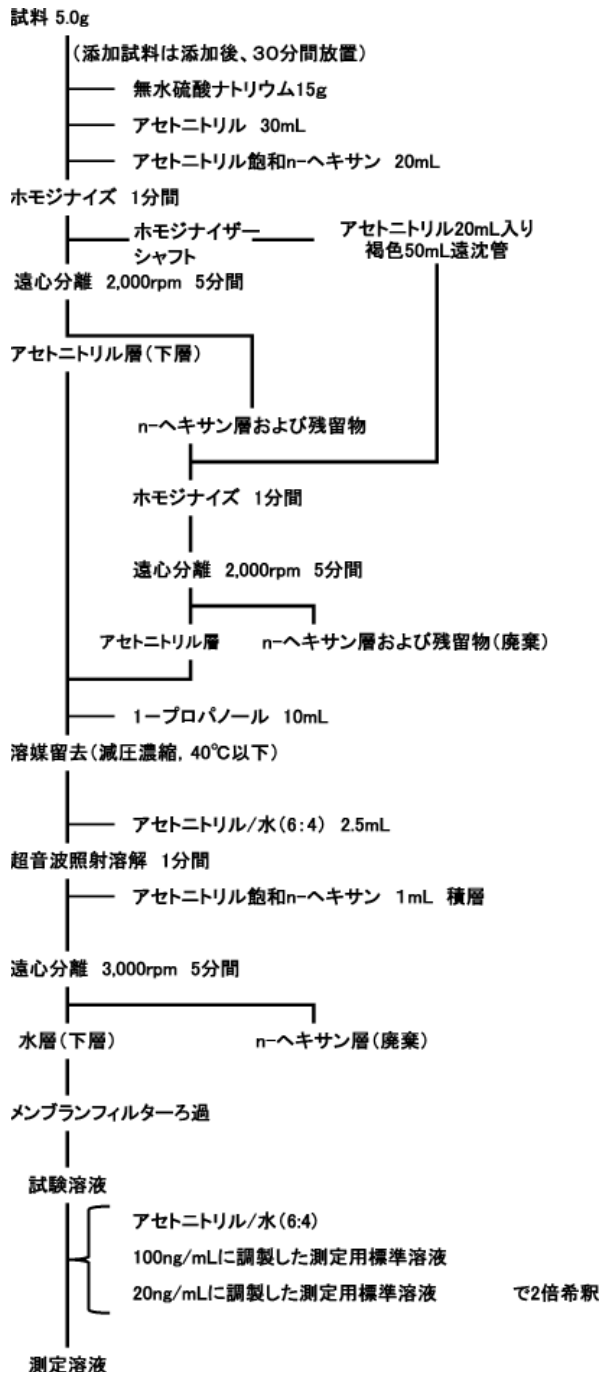 試料 5.0g
(添加試料は添加後、30分間放置)
無水硫酸ナトリウム15g
アセトニトリル 30mL
アセトニトリル飽和n-ヘキサン 20mL
ホモジナイズ 1分間
ホモジナイザー
シャフト
アセトニトリル20mL入り
褐色50mL遠沈管
遠心分離 2,000rpm 5分間
アセトニトリル層(下層)
n-ヘキサン層および残留物
ホモジナイズ 1分間
遠心分離 2,000rpm 5分間
アセトニトリル層 n-ヘキサン層および残留物(廃棄)
1-プロパノール 10mL
溶媒留去(減圧濃縮, 40℃以下)
アセトニトリル/水(6:4) 2.5mL
超音波照射溶解 1分間
アセトニトリル飽和n-ヘキサン 1mL 積層
遠心分離 3,000rpm 5分間
水層(下層) n-ヘキサン層(廃棄)
メンブランフィルターろ過
試験溶液
アセトニトリル/水(6:4)
100ng/mLに調製した測定用標準溶液
20ng/mLに調製した測定用標準溶液 で2倍希釈
測定溶液